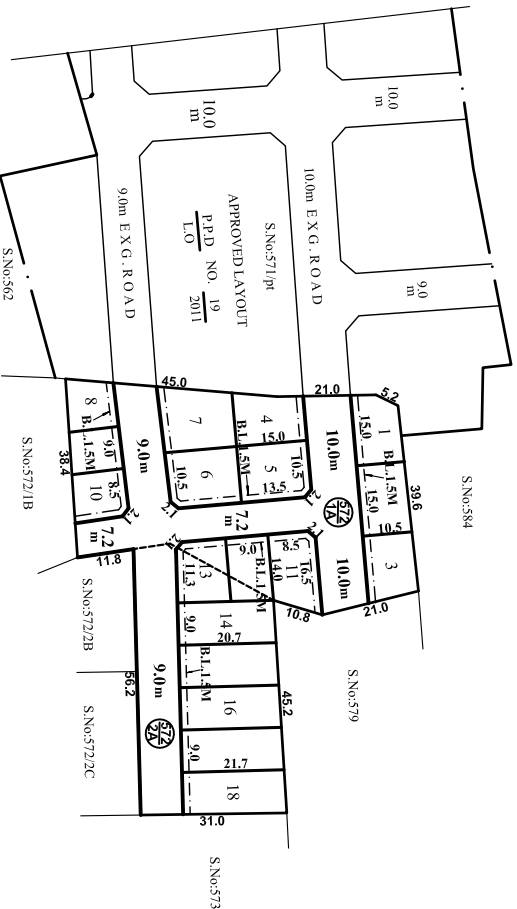 10.0
m
10.0
m
9.0
m
10.0m E X G . ROAD
9.0m E X G . ROAD
S.No:571/pt
APPROVED LAYOUT
P.P.D NO. 19
L.O 2011
S.No:562
S.No:584
S.No:579
S.No:573
S.No:572/1B
S.No:572/2B
S.No:572/2C
5.2
39.6
21.0
45.0
21.0
10.8
45.2
31.0
56.2
11.8
38.4
1
15.0
B.L.1.5M
15.0
10.5
3
10.0m
572
1A
10.0m
4
15.0
B.L.1.5M
5
10.5
13.5
7
6
10.5
2.1
2.1
7.2
m
8.5
16.5
11
14.0
9.0
B.L.1.5M
13
11.3
9.0m
8
B.L.1.5M
9.0
10
8.5
7.2
m
14
9.0
20.7
B.L.1.5M
16
9.0
21.7
18
9.0m
572
2A